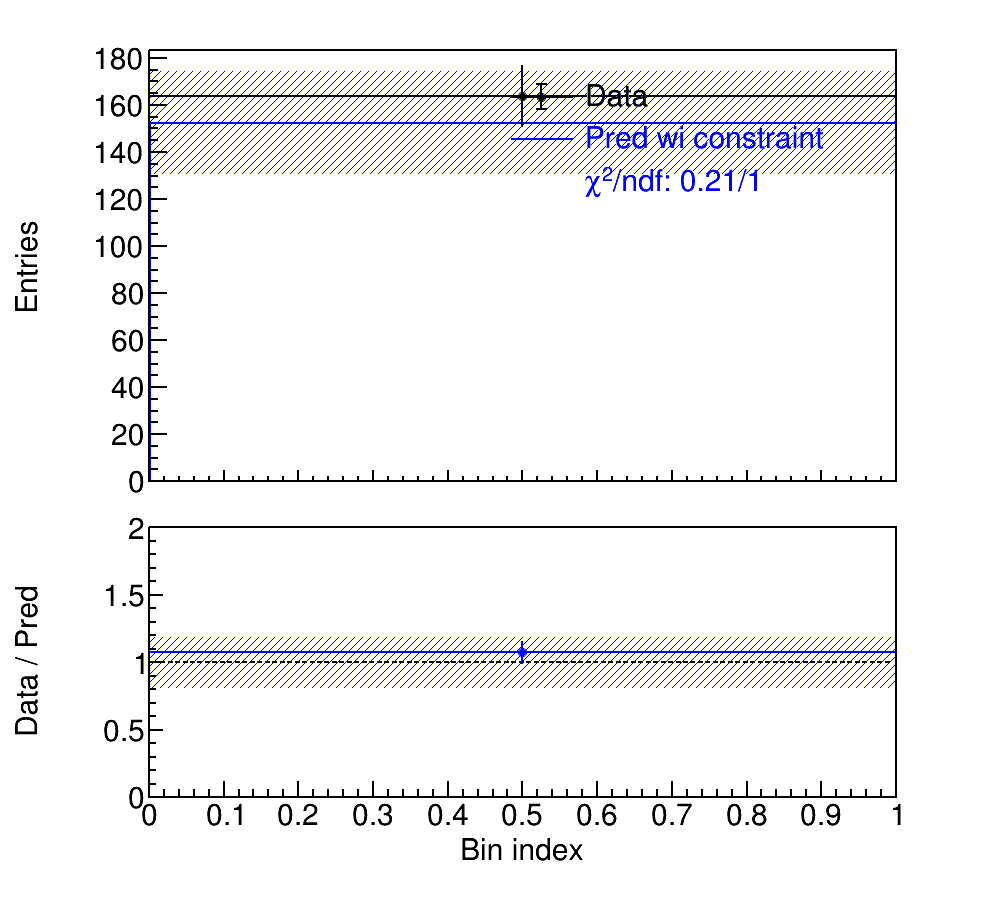 Entries
180
160
140
120
100
80
60
40
20
0
Data
Pred wi constraint
χ²/ndf: 0.21/1
Data / Pred
2
1.5
1
0.5
0
0 0.1 0.2 0.3 0.4 0.5 0.6 0.7 0.8 0.9 1
Bin index